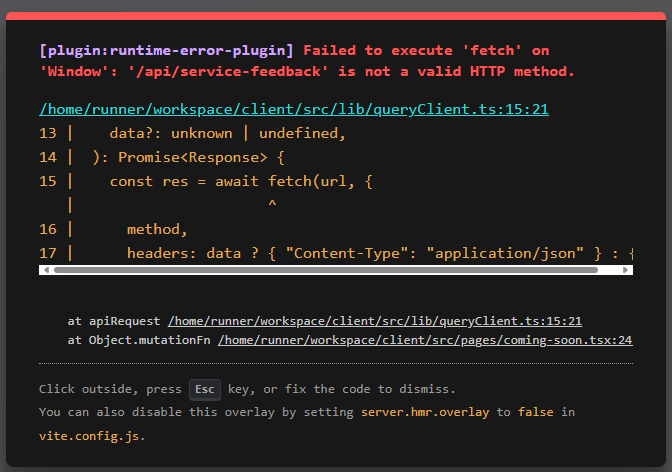 [plugin:runtime-error-plugin] Failed to execute 'fetch' on
'Window': '/api/service-feedback' is not a valid HTTP method.
/home/runner/workspace/client/src/lib/queryClient.ts:15:21
13 |    data?: unknown | undefined,
14 |  ): Promise<Response> {
15 |    const res = await fetch(url, {
   |                      ^
16 |      method,
17 |      headers: data ? { "Content-Type": "application/json" } : {
at apiRequest /home/runner/workspace/client/src/lib/queryClient.ts:15:21
at Object.mutationFn /home/runner/workspace/client/src/pages/coming-soon.tsx:24
Click outside, press Esc key, or fix the code to dismiss.
You can also disable this overlay by setting server.hmr.overlay to false in
vite.config.js.